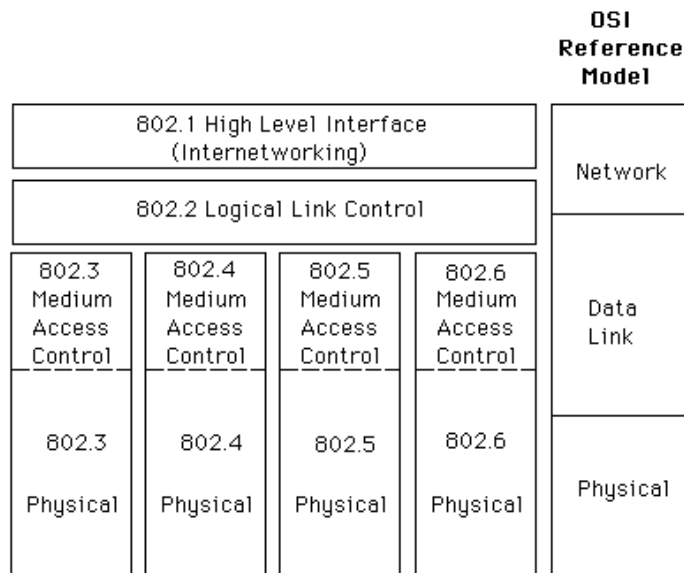 OSI
Reference
Model
802.1 High Level Interface
(Internetworking)
Network
802.2 Logical Link Control
802.3
Medium
Access
Control
802.4
Medium
Access
Control
802.5
Medium
Access
Control
802.6
Medium
Access
Control
Data
Link
802.3
Physical
802.4
Physical
802.5
Physical
802.6
Physical
Physical